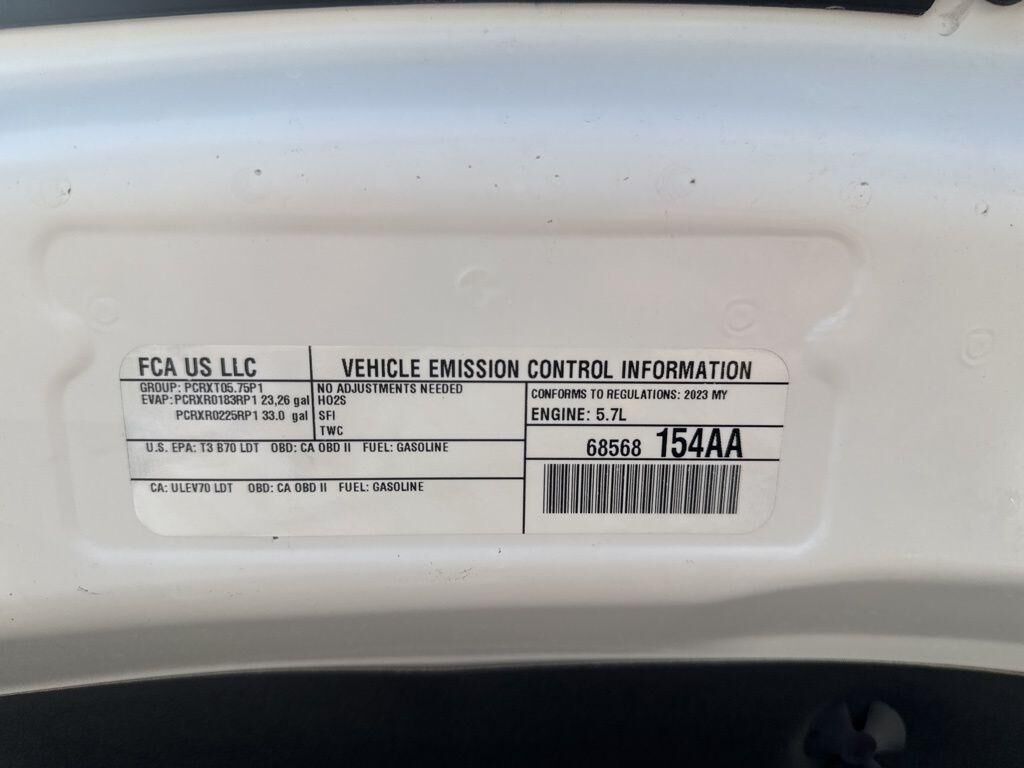 FCA US LLC
VEHICLE EMISSION CONTROL INFORMATION
GROUP: PCRXT05.75P1
EVAP:PCRXR0183RP1 23,26 gal
PCRXR0225RP1 33.0 gal
NO ADJUSTMENTS NEEDED
HO2S
SFI
TWC
CONFORMS TO REGULATIONS: 2023 MY
ENGINE: 5.7L
68568 154AA
U.S. EPA: T3 B70 LDT OBD: CA OBD II FUEL: GASOLINE
CA: ULEV70 LDT OBD: CA OBD II FUEL: GASOLINE